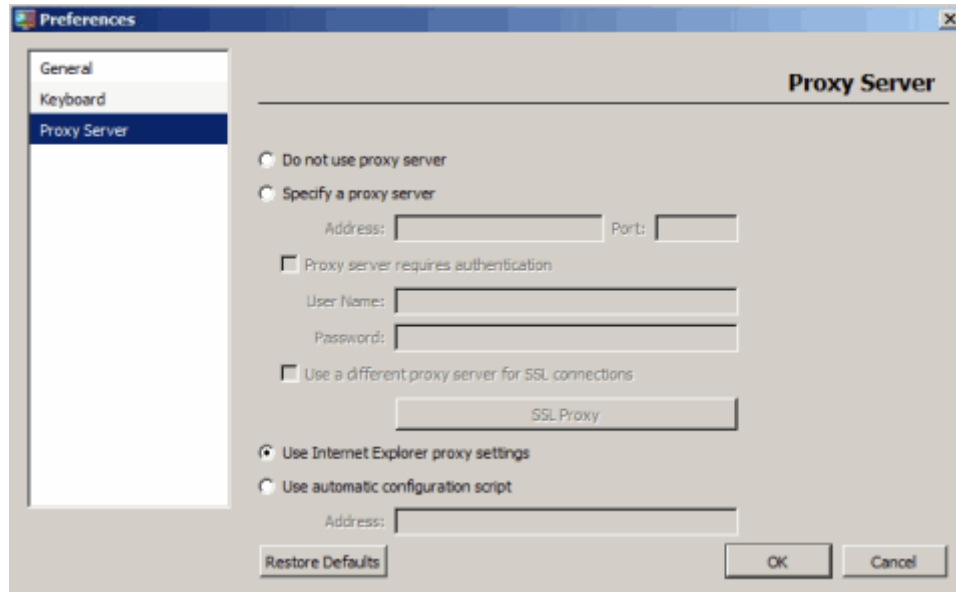 Preferences
General
Keyboard
Proxy Server
Proxy Server
Do not use proxy server
Specify a proxy server
Address: Port:
Proxy server requires authentication
User Name:
Password:
Use a different proxy server for SSL connections
SSL Proxy
Use Internet Explorer proxy settings
Use automatic configuration script
Address:
Restore Defaults OK Cancel